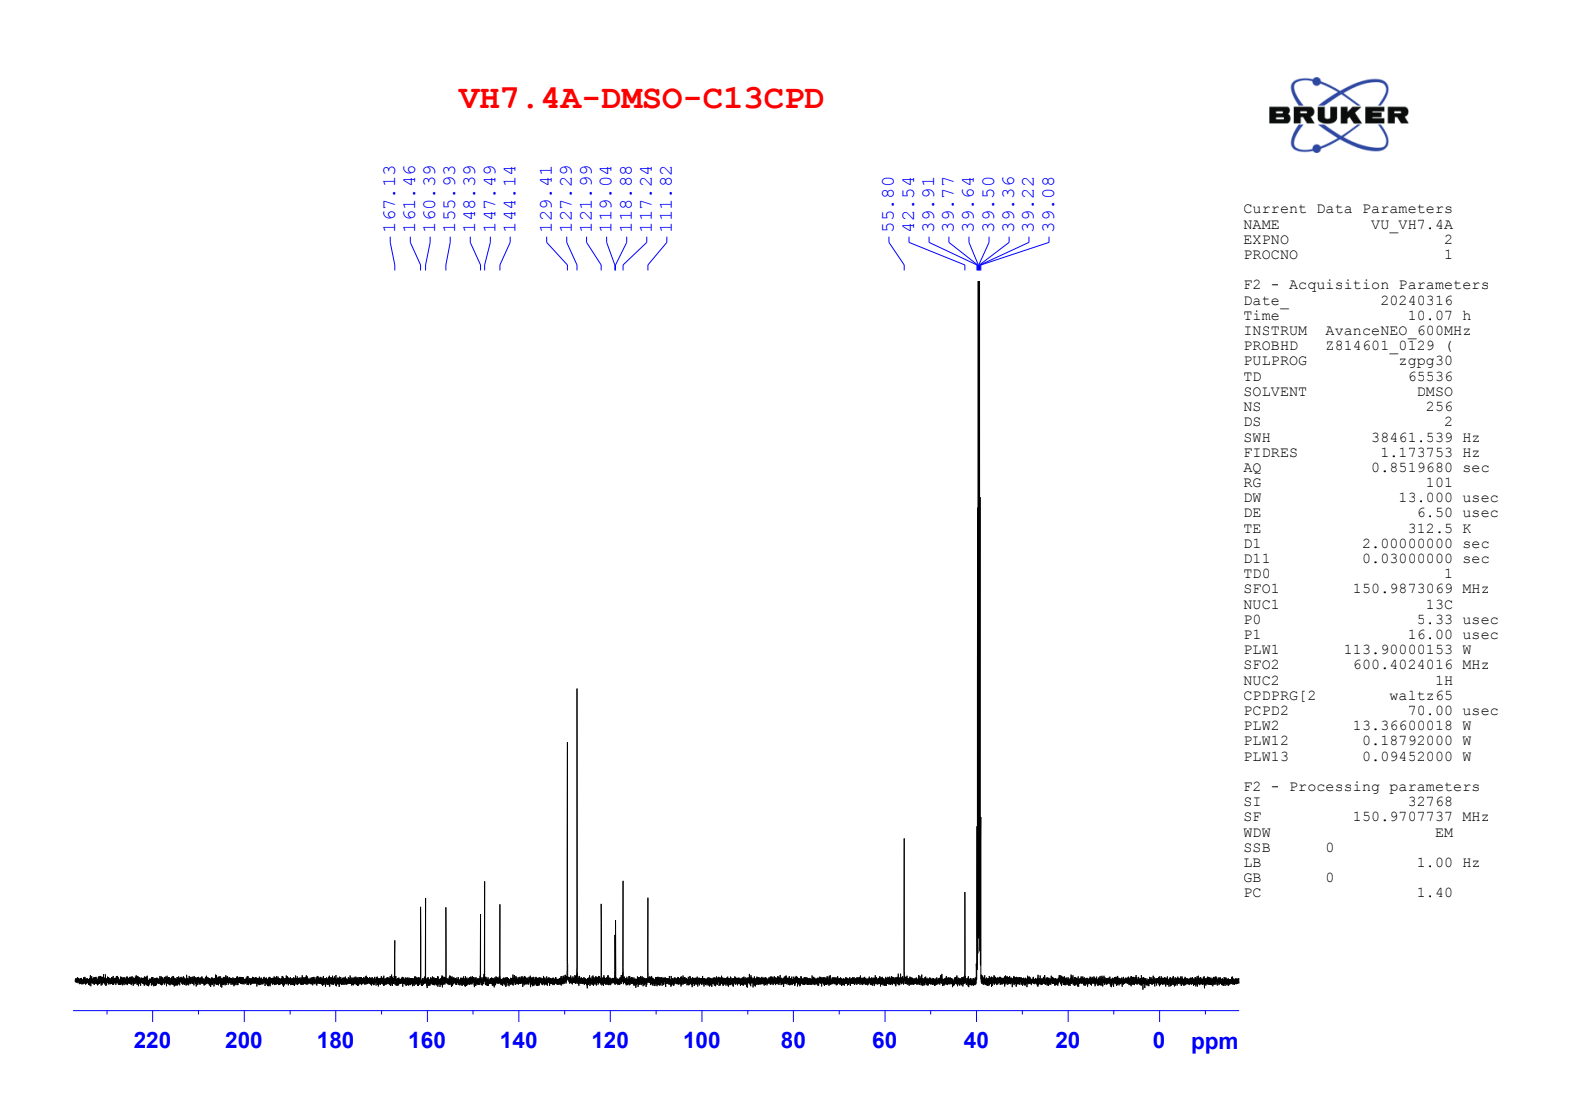 VH7.4A-DMSO-C13CPD
BRUKER
167.13
161.46
160.39
155.93
148.39
147.49
144.14
129.41
127.29
121.99
119.04
118.88
117.24
111.82
55.80
42.54
39.91
39.77
39.64
39.50
39.36
39.22
39.08
Current Data Parameters
NAME VU_VH7.4A
EXPNO 2
PROCNO 1
F2 - Acquisition Parameters
Date_ 20240316
Time 10.07 h
INSTRUM AvanceNEO_600MHz
PROBHD Z814601_0129 (
PULPROG zgpg30
TD 65536
SOLVENT DMSO
NS 256
DS 2
SWH 38461.539 Hz
FIDRES 1.173753 Hz
AQ 0.8519680 sec
RG 101
DW 13.000 usec
DE 6.50 usec
TE 312.5 K
D1 2.00000000 sec
D11 0.03000000 sec
TD0 1
SFO1 150.9873069 MHz
NUC1 13C
P0 5.33 usec
P1 16.00 usec
PLW1 113.90000153 W
SFO2 600.4024016 MHz
NUC2 1H
CPDPRG[2 waltz65
PCPD2 70.00 usec
PLW2 13.36600018 W
PLW12 0.18792000 W
PLW13 0.09452000 W
F2 - Processing parameters
SI 32768
SF 150.9707737 MHz
WDW EM
SSB 0
LB 1.00 Hz
GB 0
PC 1.40
220 200 180 160 140 120 100 80 60 40 20 0 ppm